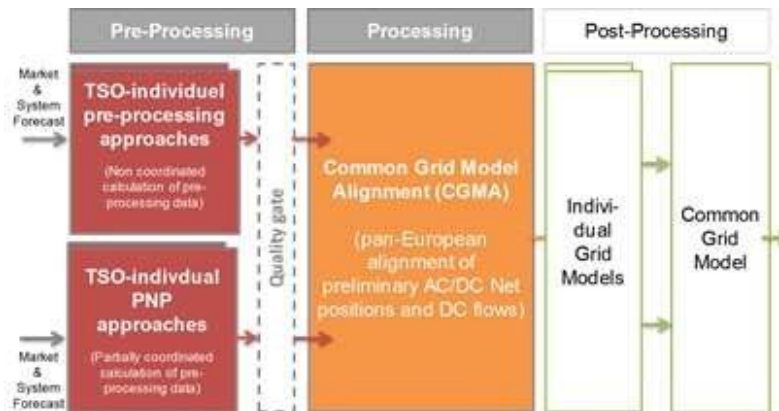 Pre-Processing
Processing
Post-Processing
Market
&
System
Forecast
TSO-individuel
pre-processing
approaches
(Non coordinated
calculation of pre-
processing data)
TSO-indivdual
PNP
approaches
(Partially coordinated
calculation of pre-
processing data)
Market
&
System
Forecast
Quality gate
Common Grid Model
Alignment (CGMA)
(pan-European
alignment of
preliminary AC/DC Net
positions and DC flows)
Indivi-
dual Grid
Models
Common
Grid
Model